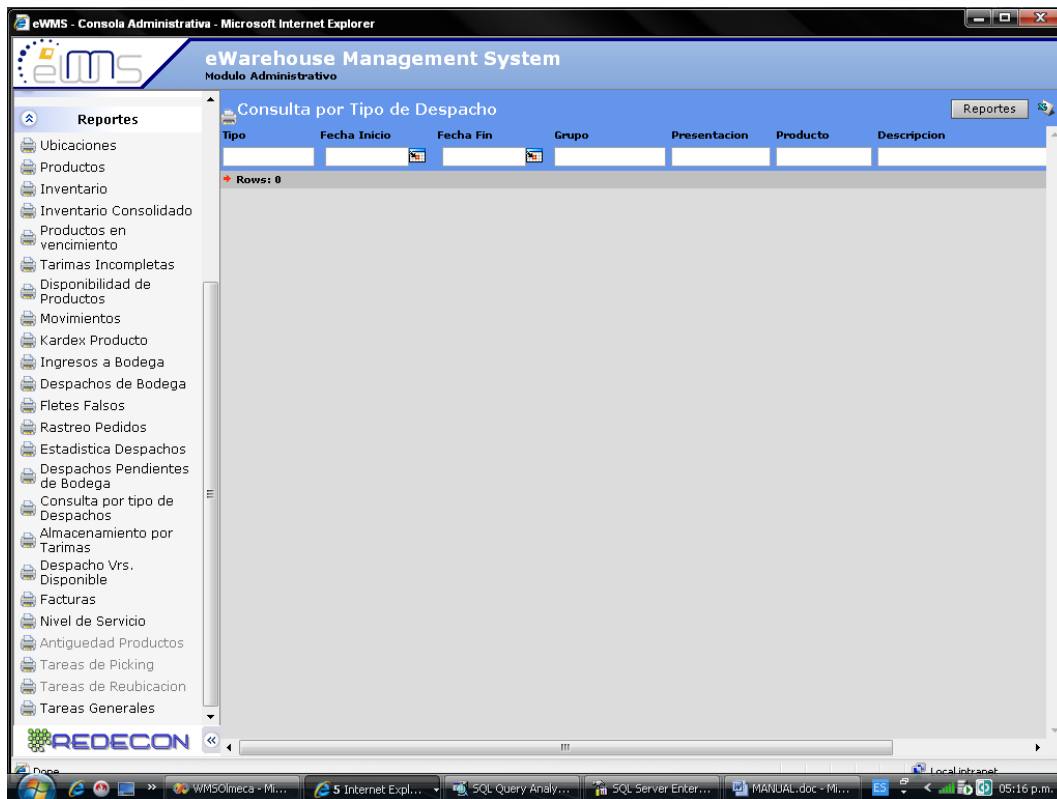 eWMS - Consola Administrativa - Microsoft Internet Explorer
eWMS
eWarehouse Management System
Modulo Administrativo
Reportes
Ubicaciones
Productos
Inventario
Inventario Consolidado
Productos en
vencimiento
Tarimas Incompletas
Disponibilidad de
Productos
Movimientos
Kardex Producto
Ingresos a Bodega
Despachos de Bodega
Fletes Falsos
Rastreo Pedidos
Estadistica Despachos
Despachos Pendientes
de Bodega
Consulta por tipo de
Despachos
Almacenamiento por
Tarimas
Despacho Vrs.
Disponible
Facturas
Nivel de Servicio
Antiguedad Productos
Tareas de Picking
Tareas de Reubicacion
Tareas Generales
REDECON
Consulta por Tipo de Despacho
Reportes
Tipo Fecha Inicio Fecha Fin Grupo Presentacion Producto Descripcion
Rows: 0
Done Local intranet
WMSOlmeca - Mi... 5 Internet Expl... SQL Query Analy... SQL Server Enter... MANUAL.doc - Mi... ES 05:16 p.m.